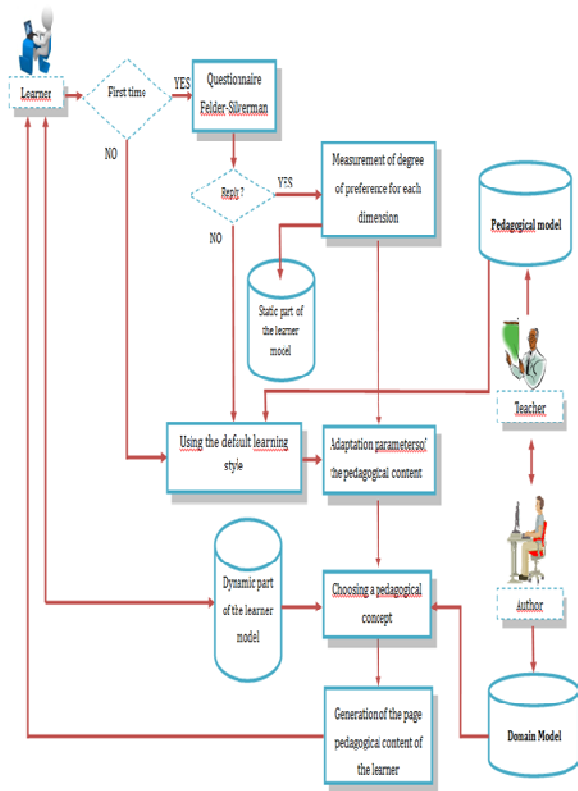 Learner
First time
YES
Questionnaire
Felder-Silverman
NO
Reply ?
YES
Measurement of degree
of preference for each
dimension
Pedagogical model
NO
Static part of
the learner
model
Teacher
Using the default learning
style
Adaptation parameterso'
'he pedagogical content
Dynamic part
of the learner
model
Choosing a pedagogical
concept
Author
Generation of the page
pedagogical content of
the learner
Domain Model